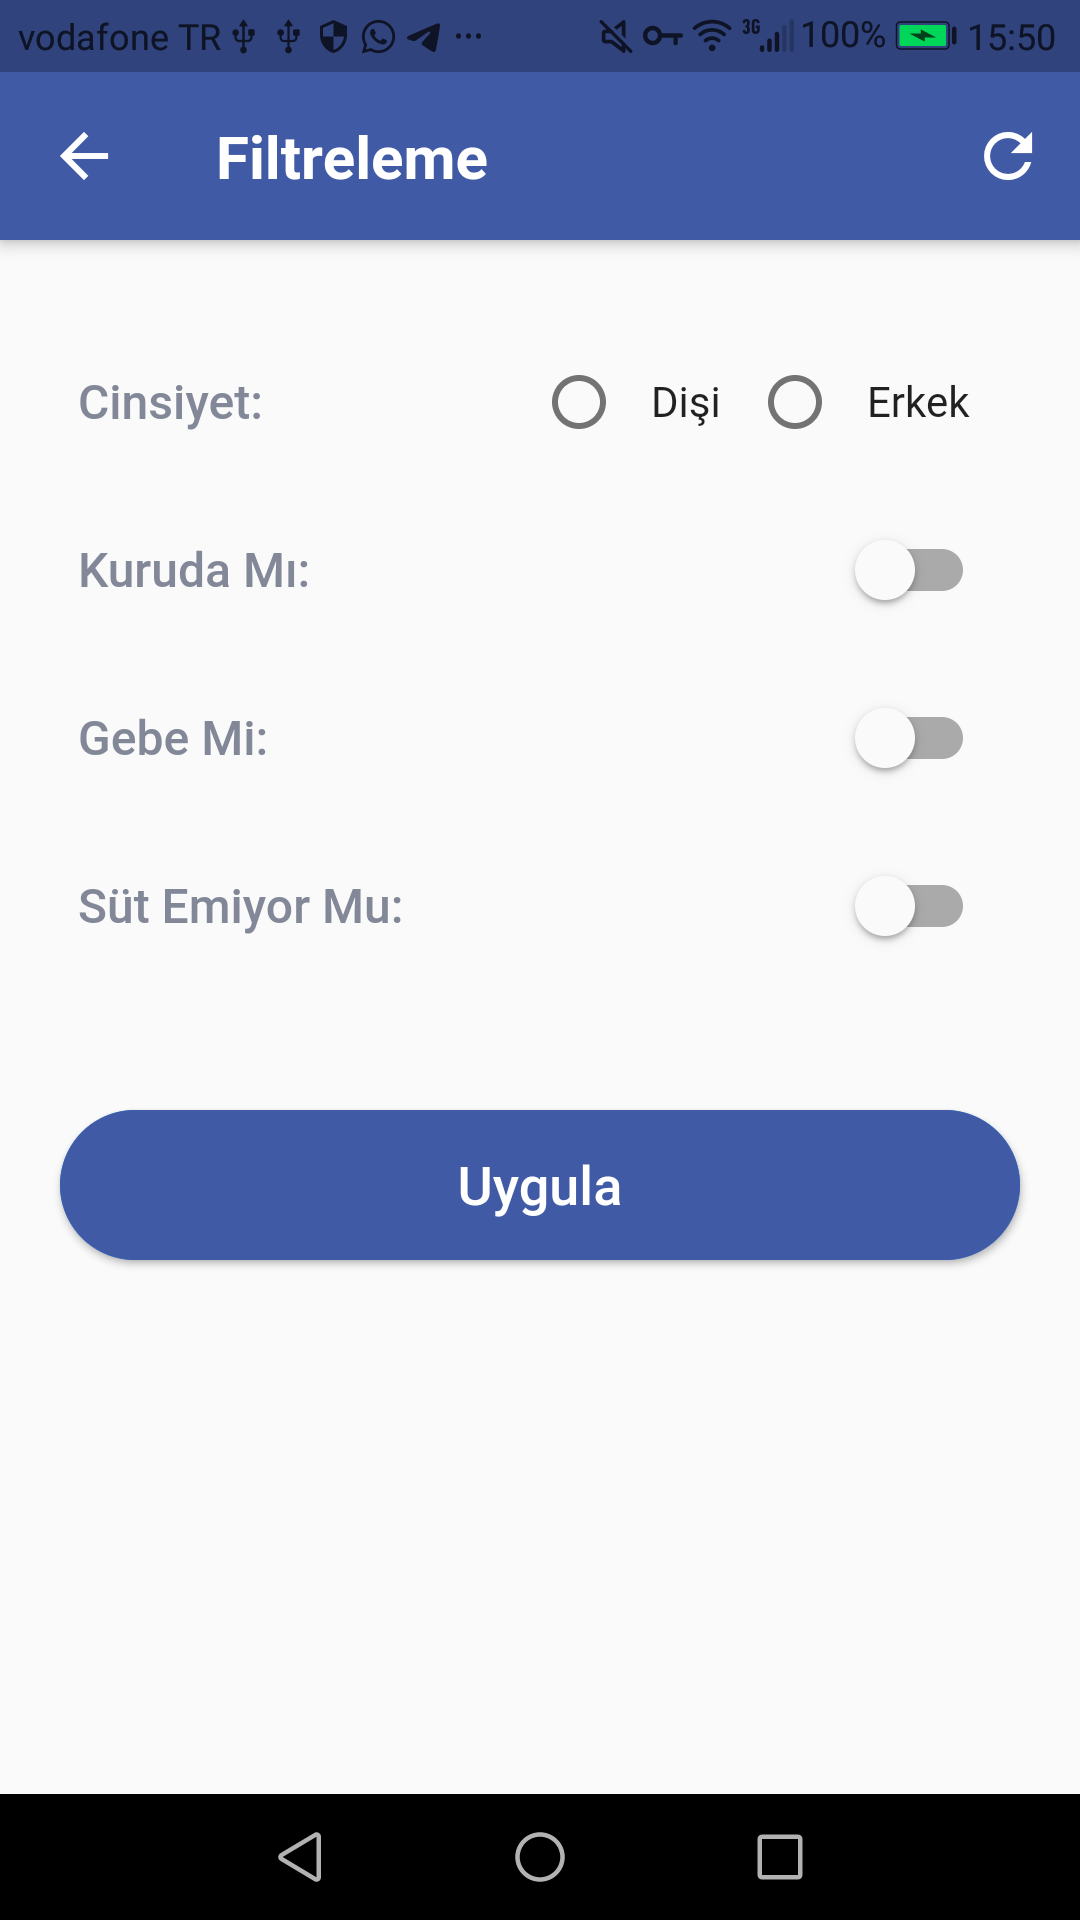 vodafone TR 3G 100% 15:50
Filtreleme
Cinsiyet: Dişi Erkek
Kuruda Mı:
Gebe Mi:
Süt Emiyor Mu:
Uygula